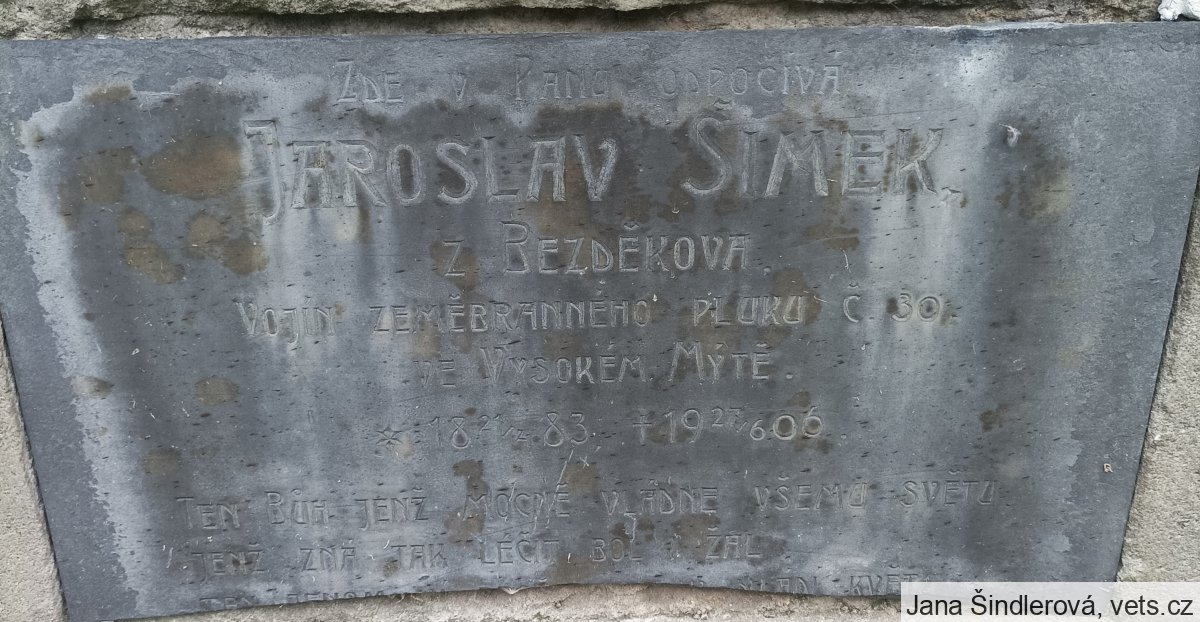 Zde v Pánu odpočívá
Jaroslav Šimek,
z Bezděkova.
Vojín zeměbranného pluku č. 30.
ve Vysokém Mýtě.
* 18 21/2 83. † 19 27/6 06.
Ten Bůh jenž mocně vládne všemu světu
jenž zná tak léčit bol i žal
Jana Šindlerová, vets.cz